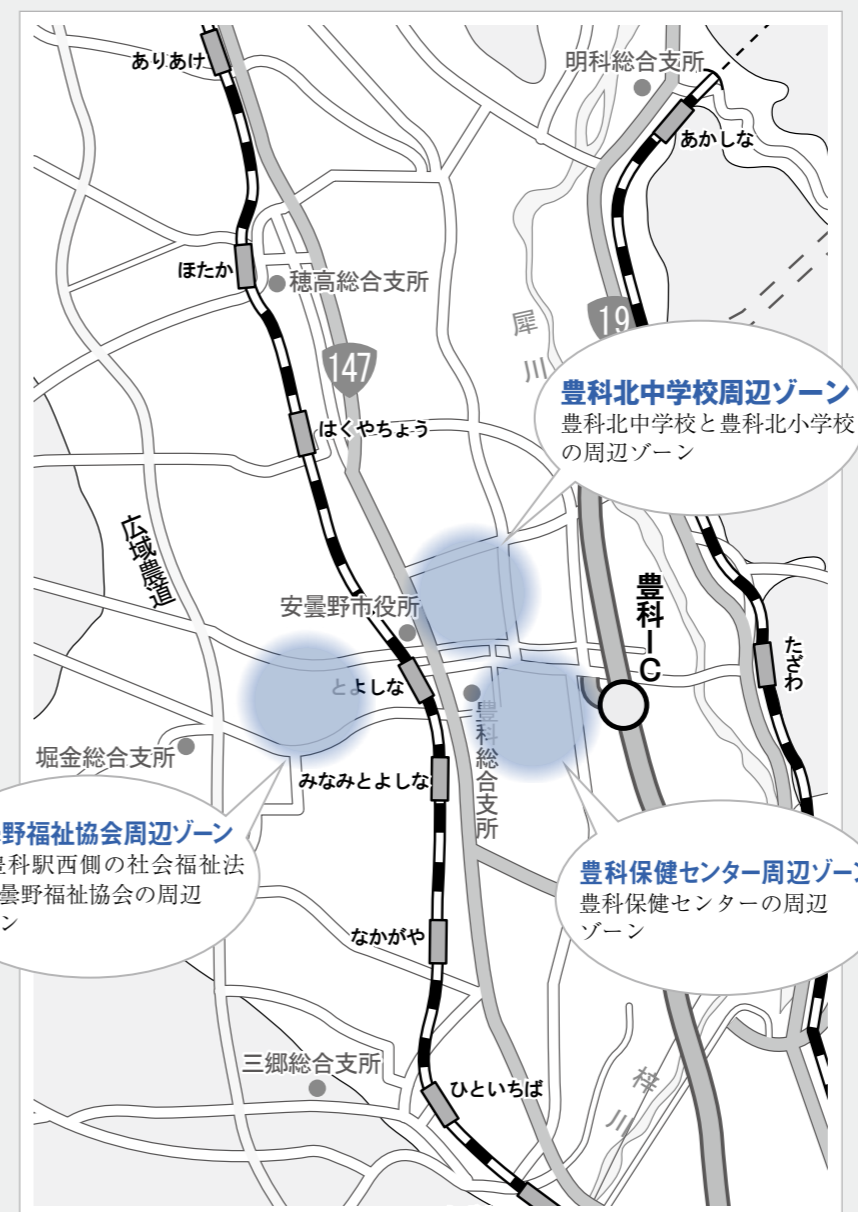 ありあけ
明科総合支所
あかしな
ほたか
穂高総合支所
犀川
19
147
豊科北中学校周辺ゾーン
豊科北中学校と豊科北小学校
の周辺ゾーン
はくやちょう
広域農道
安曇野市役所
豊科IC
たざわ
とよしな
豊科総合支所
堀金総合支所
みなみとよしな
野福祉協会周辺ゾーン
豊科駅西側の社会福祉法
曇野福祉協会の周辺
ン
豊科保健センター周辺ゾーン
豊科保健センターの周辺
ゾーン
なかがや
三郷総合支所
ひといちば
梓川